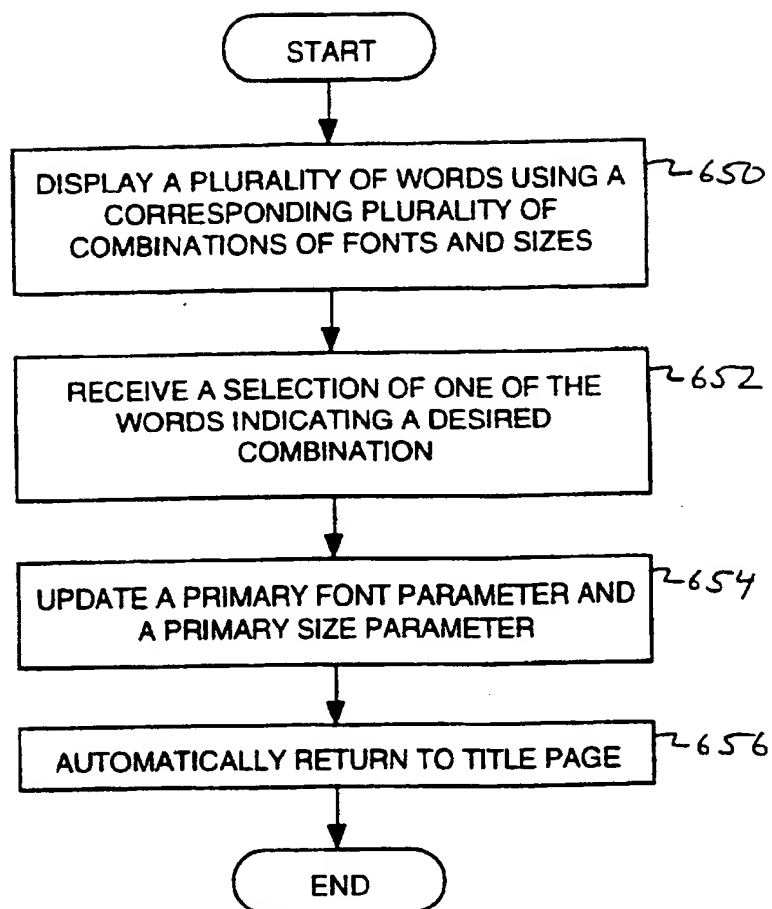 START
DISPLAY A PLURALITY OF WORDS USING A
CORRESPONDING PLURALITY OF
COMBINATIONS OF FONTS AND SIZES
650
RECEIVE A SELECTION OF ONE OF THE
WORDS INDICATING A DESIRED
COMBINATION
652
UPDATE A PRIMARY FONT PARAMETER AND
A PRIMARY SIZE PARAMETER
654
AUTOMATICALLY RETURN TO TITLE PAGE
656
END